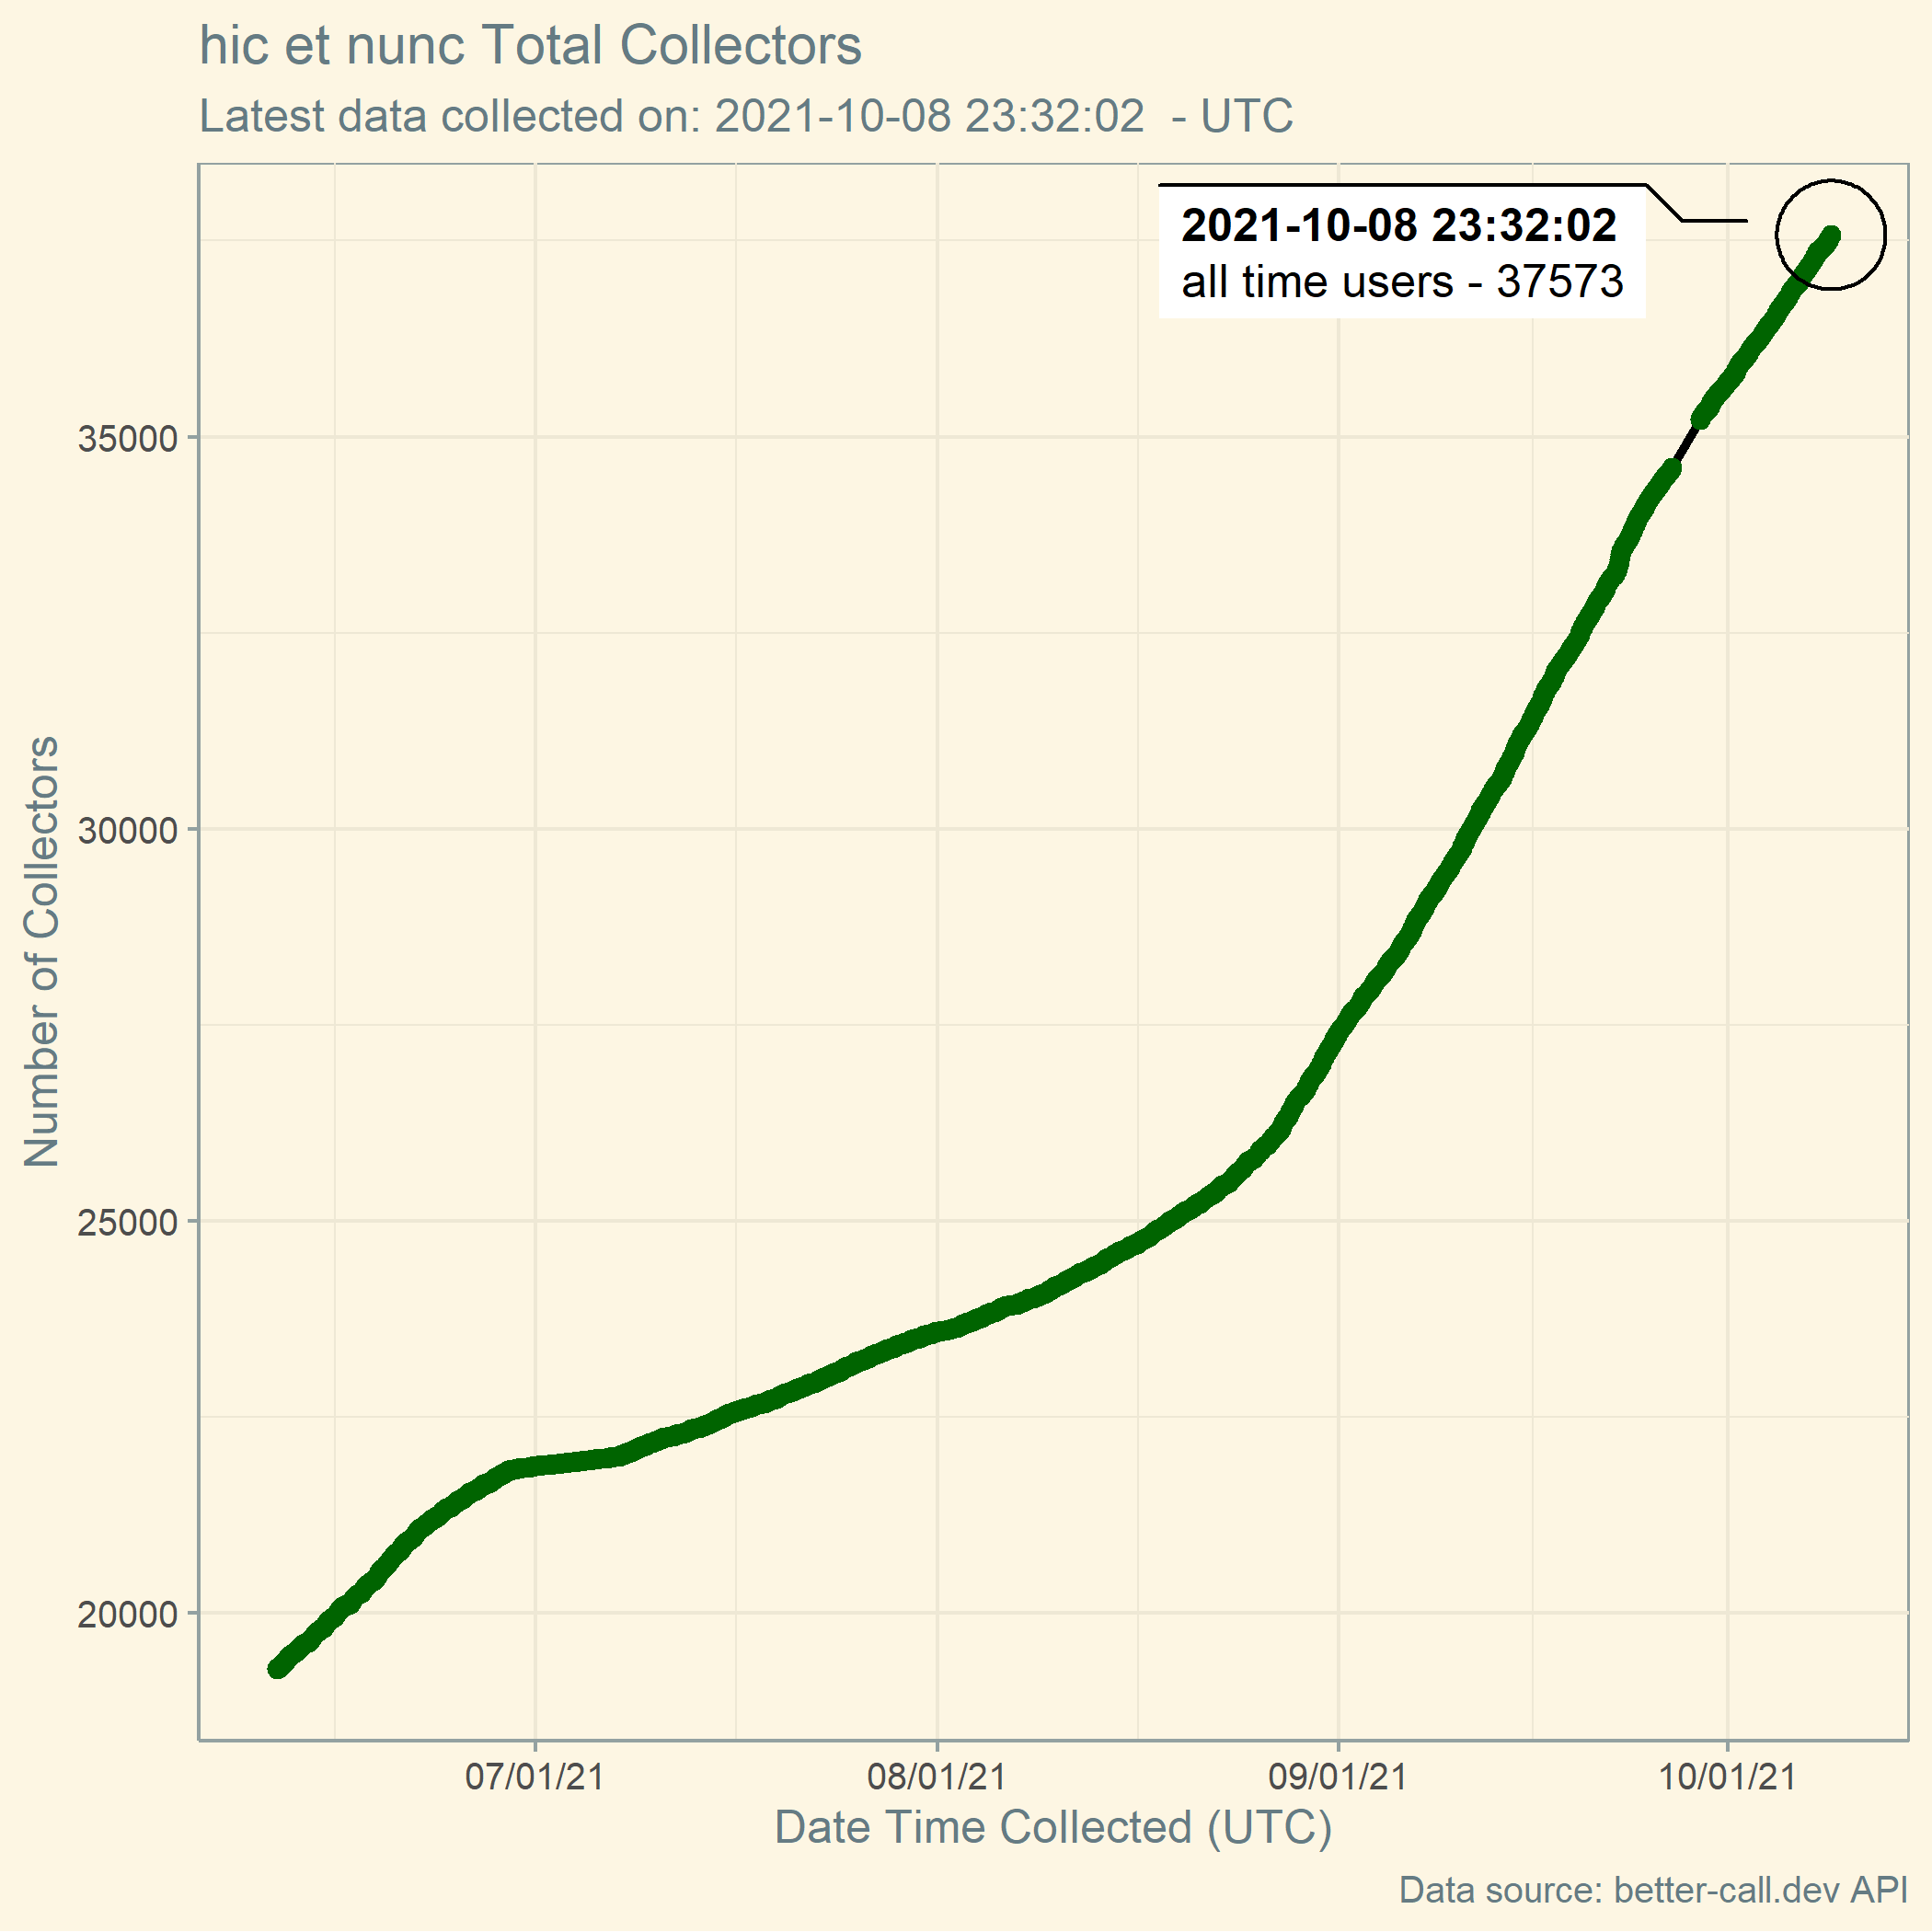 hic et nunc Total Collectors
Latest data collected on: 2021-10-08 23:32:02  - UTC
2021-10-08 23:32:02
all time users - 37573
Number of Collectors
35000
30000
25000
20000
07/01/21
08/01/21
09/01/21
10/01/21
Date Time Collected (UTC)
Data source: better-call.dev API